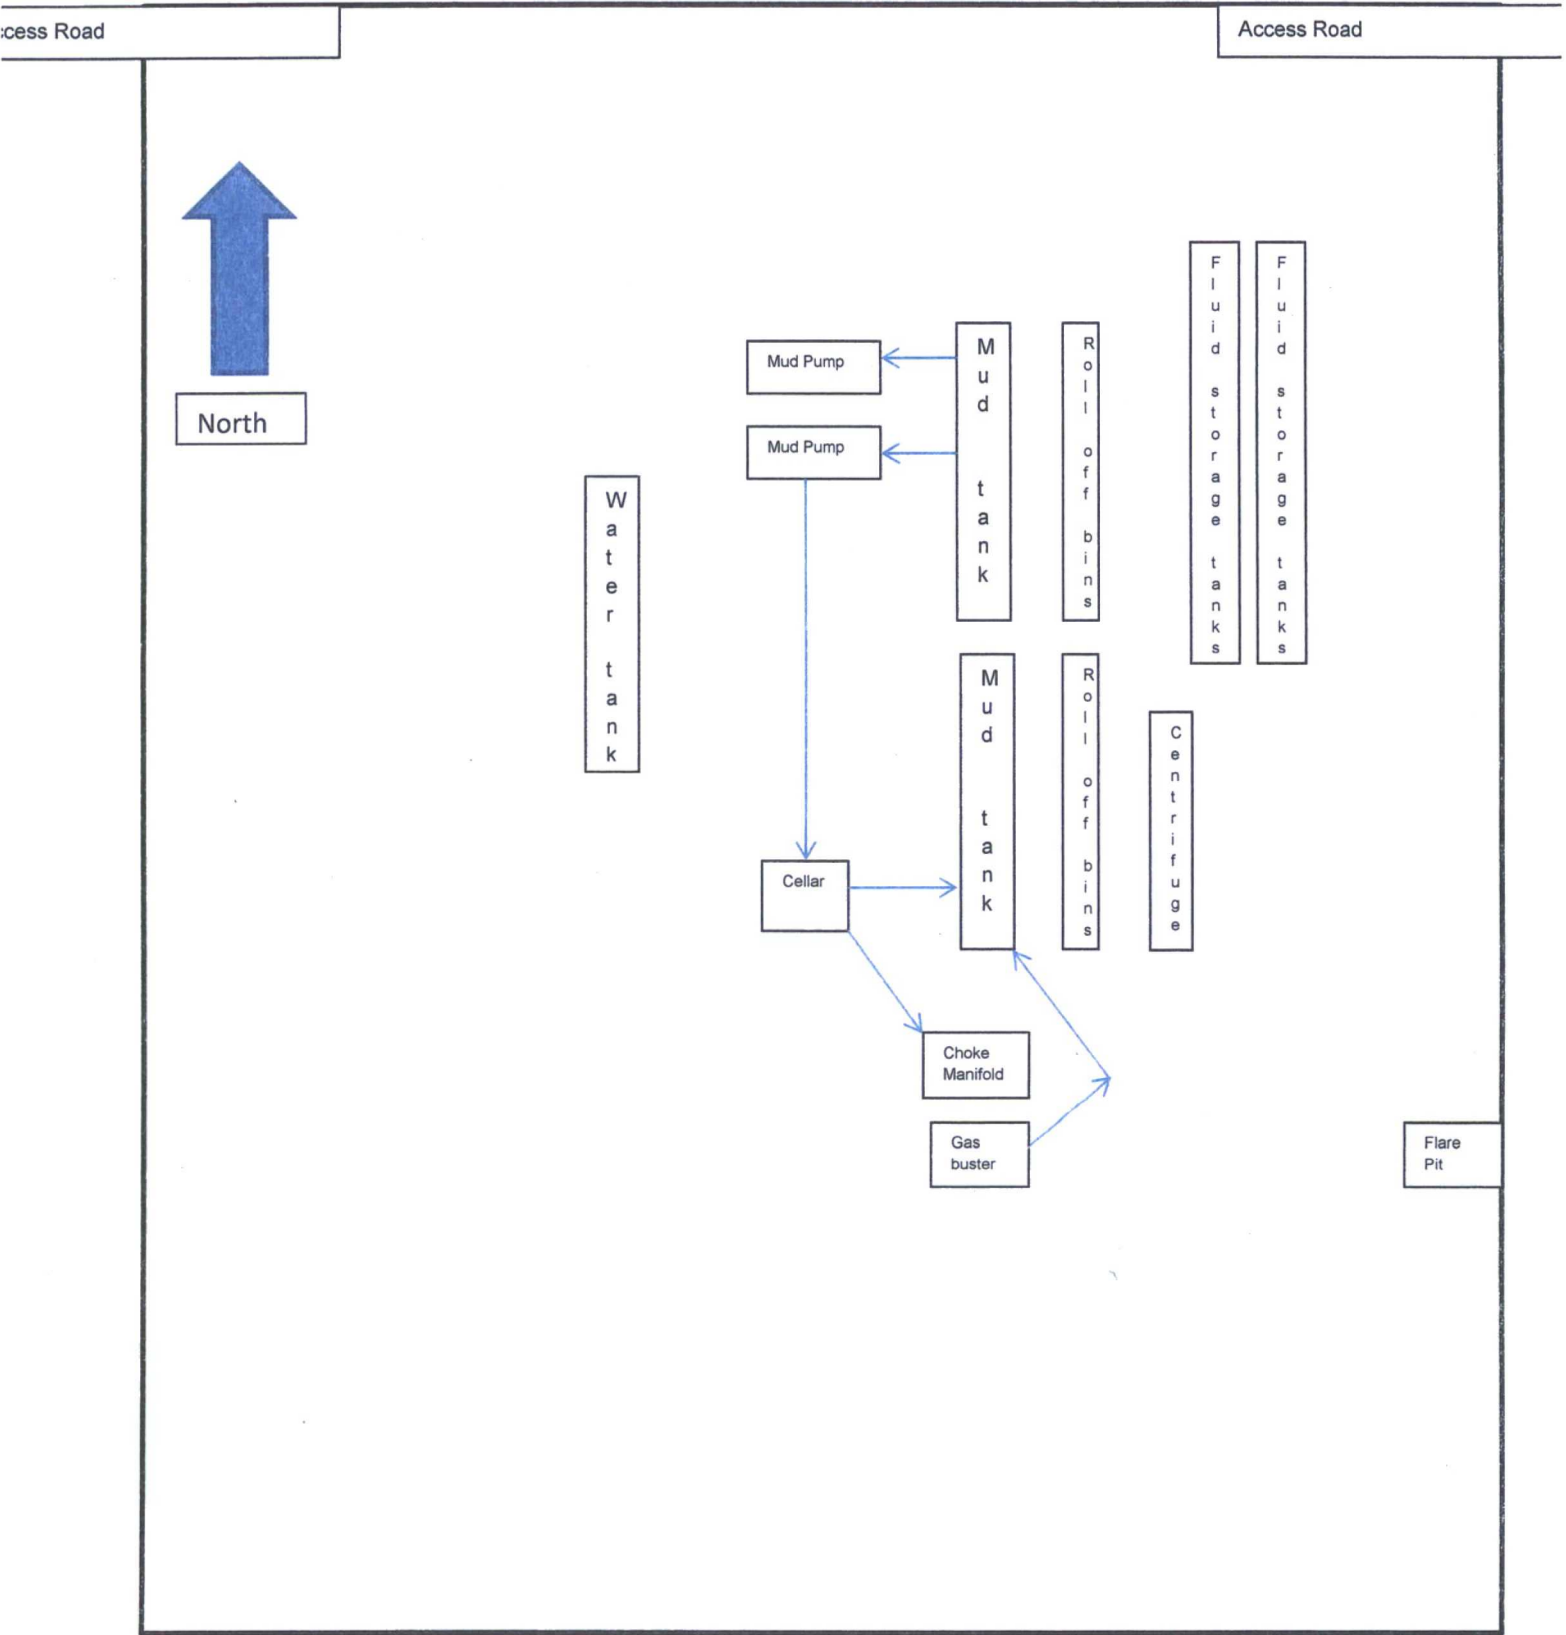 ccess Road
Access Road
North
Fluid storage tanks
Fluid storage tanks
Mud Pump
Mud tank
Roll off bins
Mud Pump
Water tank
Mud tank
Roll off bins
Centrifuge
Cellar
Choke
Manifold
Gas
buster
Flare
Pit